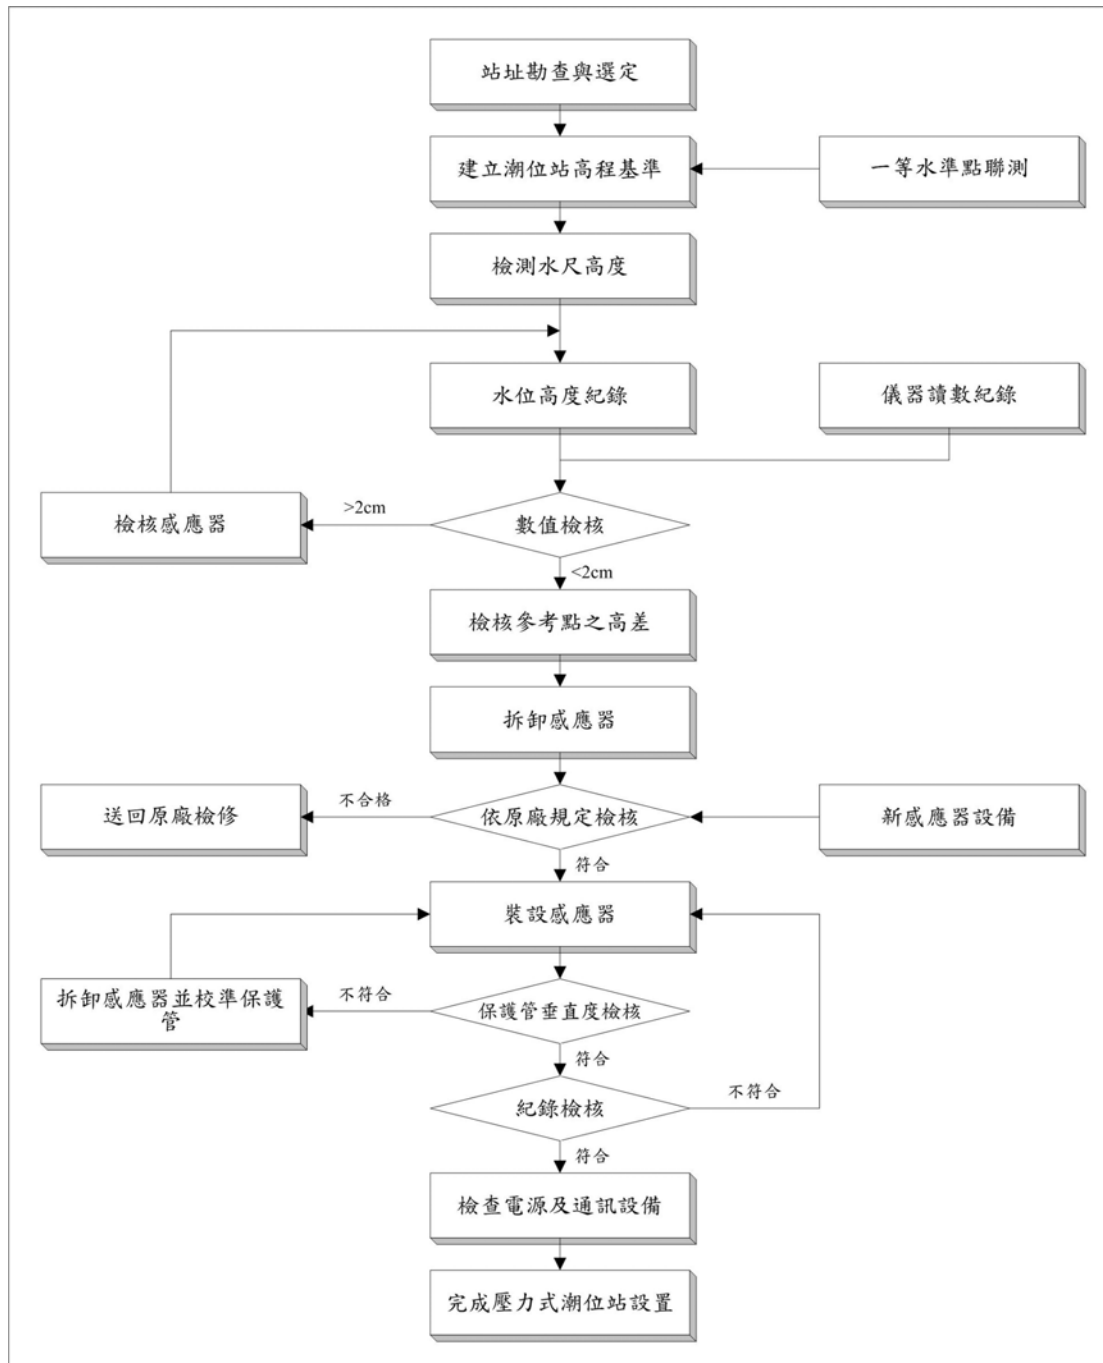 站址勘查與選定
建立潮位站高程基準
一等水準點聯測
檢測水尺高度
水位高度紀錄
儀器讀數紀錄
檢核感應器
>2cm
數值檢核
<2cm
檢核參考點之高差
拆卸感應器
送回原廠檢修
不合格
依原廠規定檢核
新感應器設備
符合
裝設感應器
拆卸感應器並校準保護
管
不符合
保護管垂直度檢核
符合
紀錄檢核
不符合
符合
檢查電源及通訊設備
完成壓力式潮位站設置